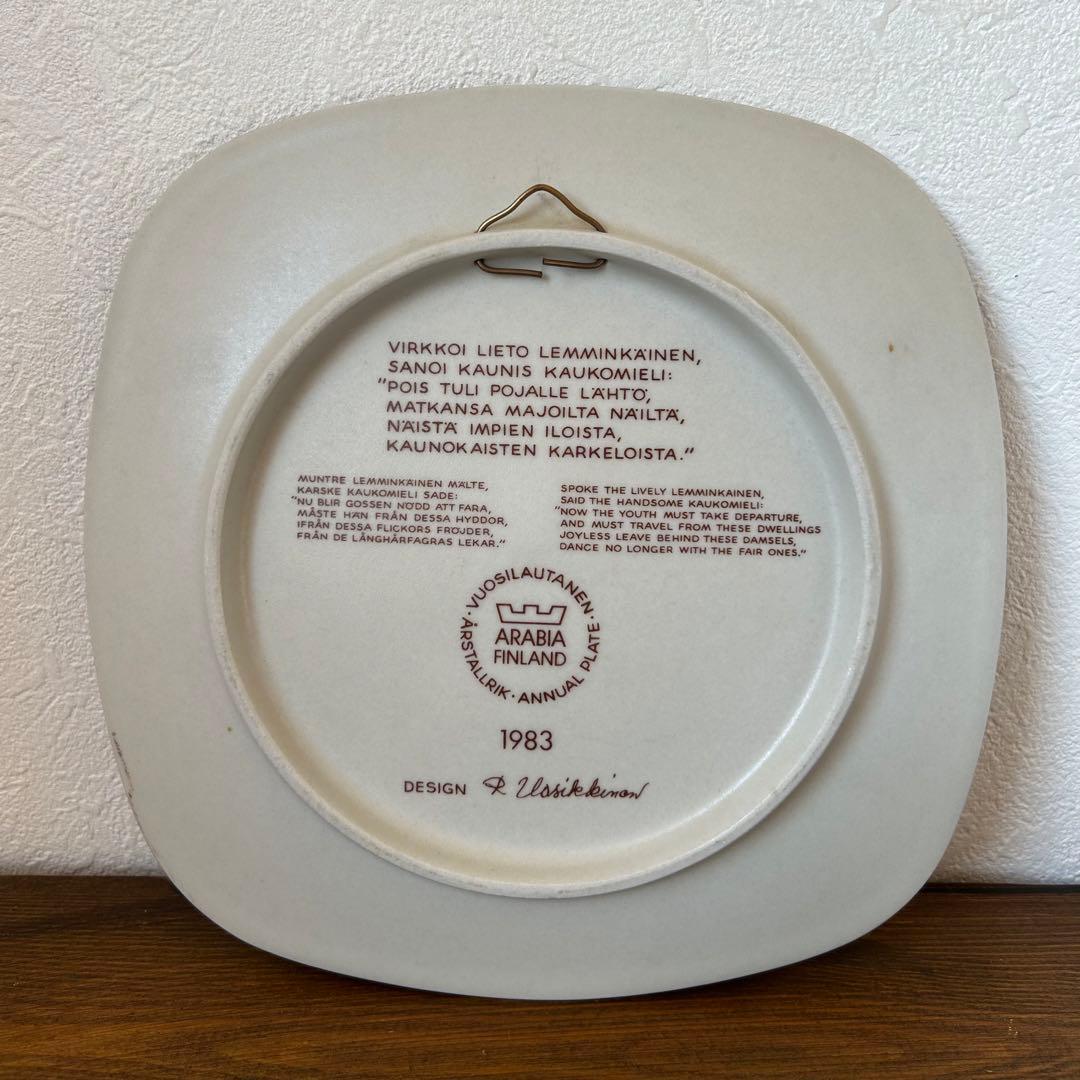 VIRKKOI LIETO LEMMINKÄINEN,
SANOI KAUNIS KAUKOMIELI:
"POIS TULI POJALLE LÄHTÖ,
MATKANSA MAJOILTA NÄILTÄ,
NÄISTÄ IMPIEN ILOISTA,
KAUNOKAISTEN KARKELOISTA."
MUNTRE LEMMINKÄINEN MÄLTE,
KARSKE KAUKOMIELI SADE:
"NU BLIR GOSSEN NÖDD ATT FARA,
MÅSTE HÄN FRÅN DESSA HYDDOR,
IFRÅN DESSA FLICKORS FRÖJDER,
FRÅN DE LÅNGHÅRFAGRAS LEKAR."
SPOKE THE LIVELY LEMMINKAINEN,
SAID THE HANDSOME KAUKOMIELI:
"NOW THE YOUTH MUST TAKE DEPARTURE,
AND MUST TRAVEL FROM THESE DWELLINGS
JOYLESS LEAVE BEHIND THESE DAMSELS,
DANCE NO LONGER WITH THE FAIR ONES."
VUOSILAUTANEN · ANNUAL PLATE · ÅRSTALLRIK ·
ARABIA
FINLAND
1983
DESIGN R Uosikkinen